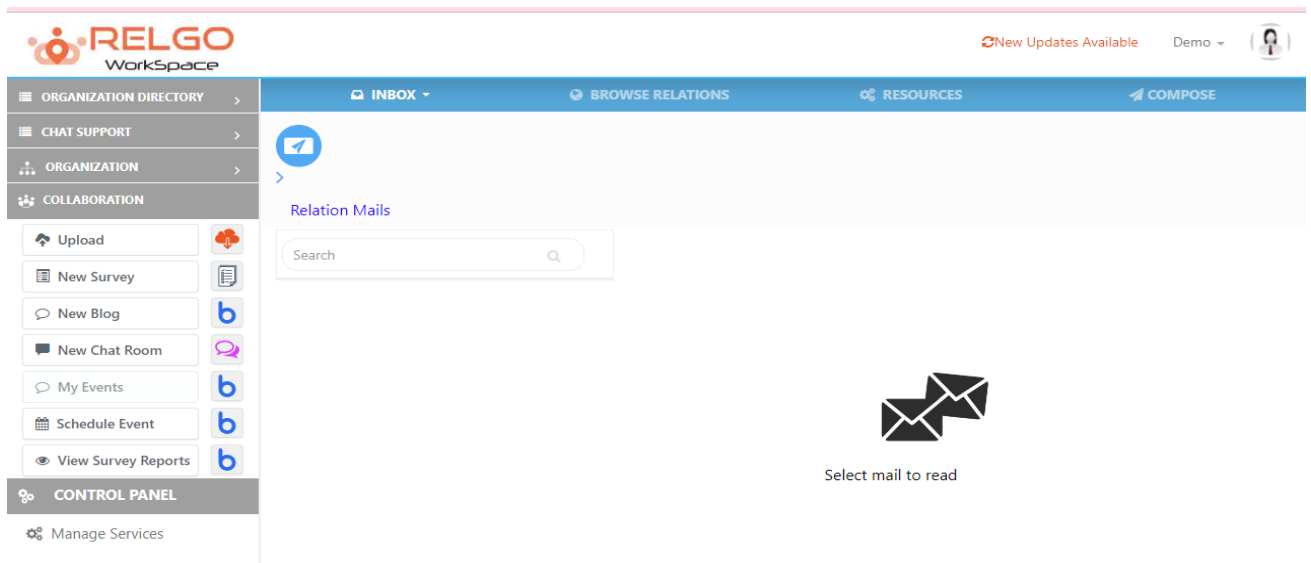 RELGO
WorkSpace
New Updates Available
Demo
ORGANIZATION DIRECTORY
CHAT SUPPORT
ORGANIZATION
COLLABORATION
Upload
New Survey
New Blog
New Chat Room
My Events
Schedule Event
View Survey Reports
CONTROL PANEL
Manage Services
INBOX
BROWSE RELATIONS
RESOURCES
COMPOSE
Relation Mails
Search
Select mail to read